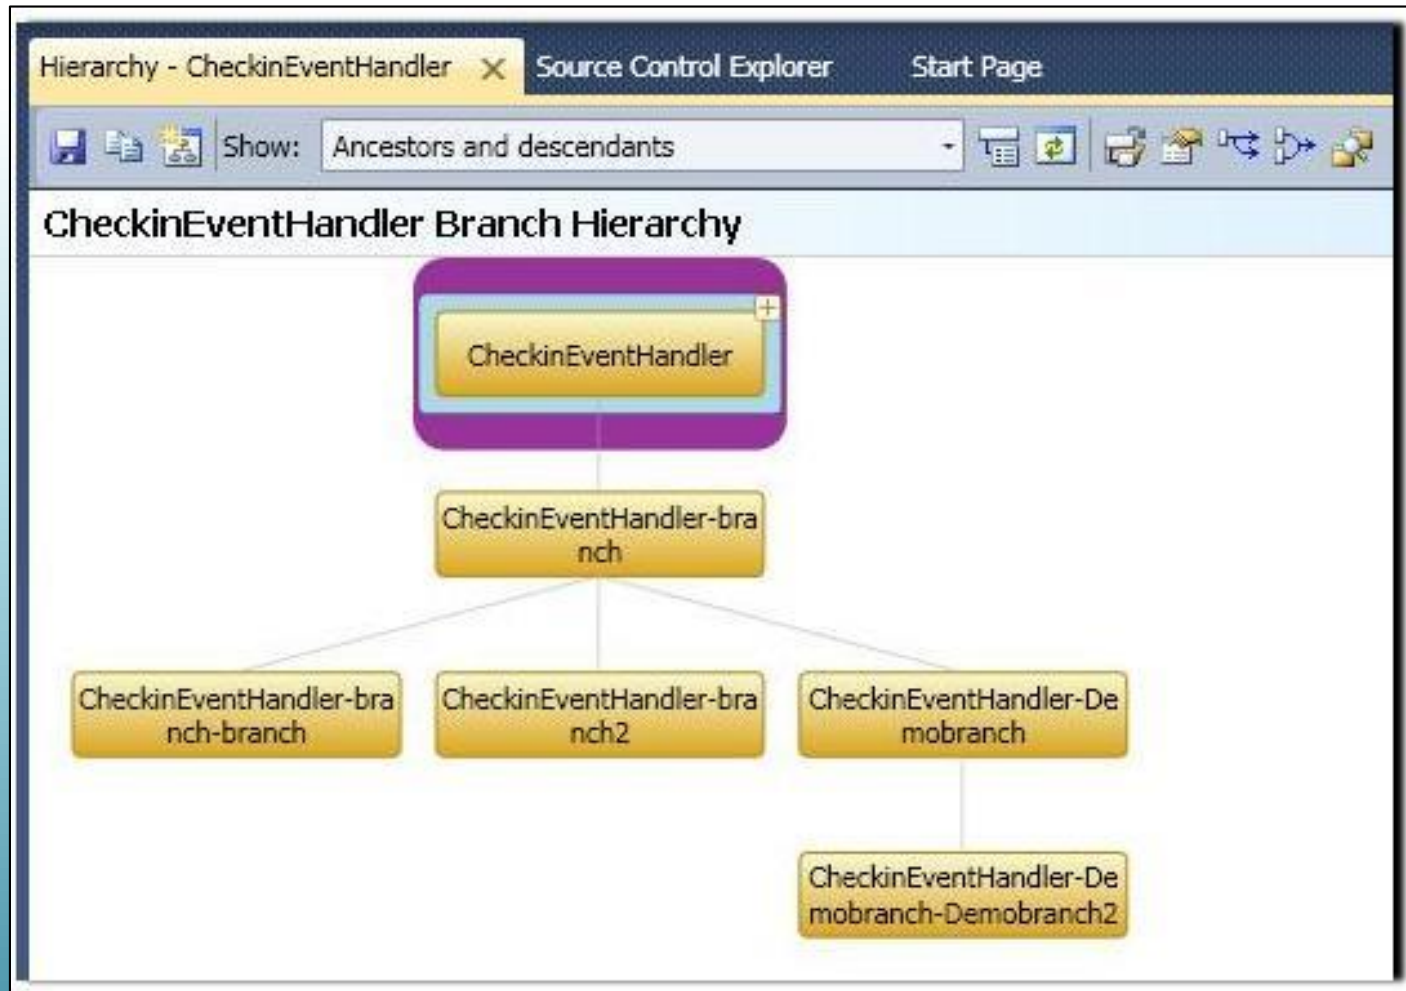 Hierarchy - CheckinEventHandler Source Control Explorer Start Page
Show: Ancestors and descendants
CheckinEventHandler Branch Hierarchy
CheckinEventHandler
CheckinEventHandler-bra
nch
CheckinEventHandler-bra
nch-branch
CheckinEventHandler-bra
nch2
CheckinEventHandler-De
mobranch
CheckinEventHandler-De
mobranch-Demobranch2